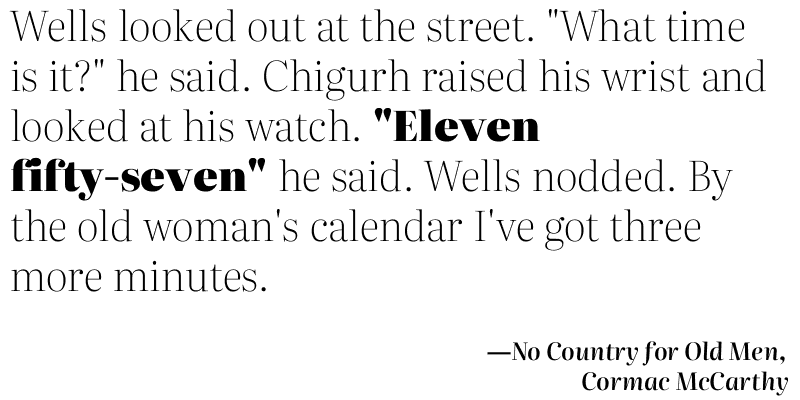 Wells looked out at the street. "What time
is it?" he said. Chigurh raised his wrist and
looked at his watch. "Eleven
fifty-seven" he said. Wells nodded. By
the old woman's calendar I've got three
more minutes.
—No Country for Old Men,
Cormac McCarthy